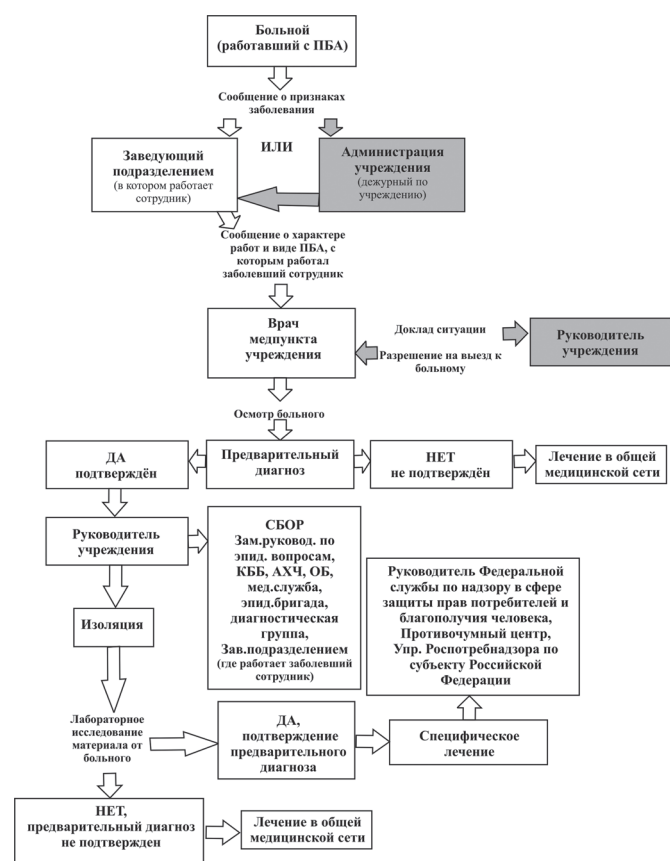 Больной
(работавший с ПБА)
Сообщение о признаках
заболевания
Заведующий
подразделением
(в котором работает
сотрудник)
ИЛИ
Администрация
учреждения
(дежурный по
учреждению)
Сообщение о характере
работ и виде ПБА, с
которым работал
заболевший сотрудник
Врач
медпункта
учреждения
Доклад ситуации
Разрешение на выезд к
больному
Руководитель
учреждения
Осмотр больного
ДА
подтверждён
Предварительный
диагноз
НЕТ
не подтверждён
Лечение в общей
медицинской сети
Руководитель
учреждения
СБОР
Зам.руковод. по
эпид. вопросам,
КББ, АХЧ, ОБ,
мед.служба,
эпид.бригада,
диагностическая
группа,
Зав.подразделением
(где работает заболевший
сотрудник)
Руководитель Федеральной
службы по надзору в сфере
защиты прав потребителей и
благополучия человека,
Противочумный центр,
Упр. Роспотребнадзора по
субъекту Российской
Федерации
Изоляция
Лабораторное
исследование
материала от
больного
ДА,
подтверждение
предварительного
диагноза
Специфическое
лечение
НЕТ,
предварительный диагноз
не подтвержден
Лечение в общей
медицинской сети